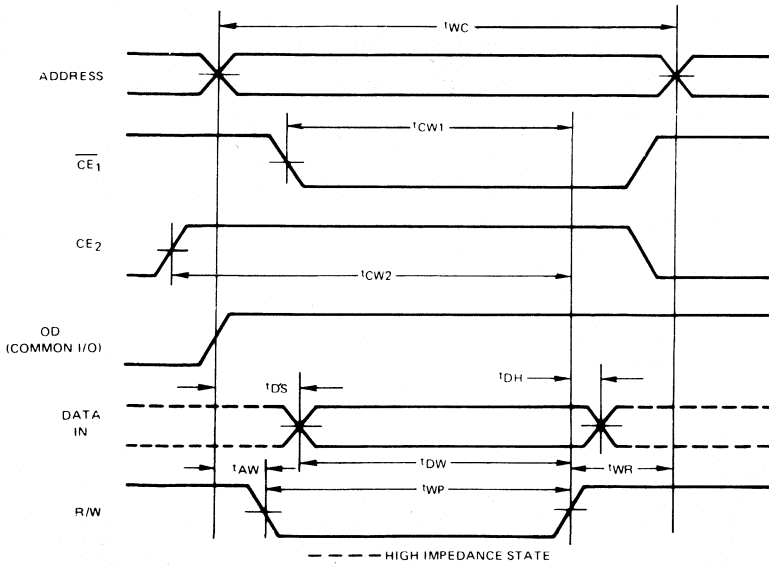 tWC
ADDRESS
tCW1
CE1
CE2
tCW2
OD
(COMMON I/O)
tDS
tDH
DATA
IN
tAW
tDW
tWR
tWP
R/W
HIGH IMPEDANCE STATE